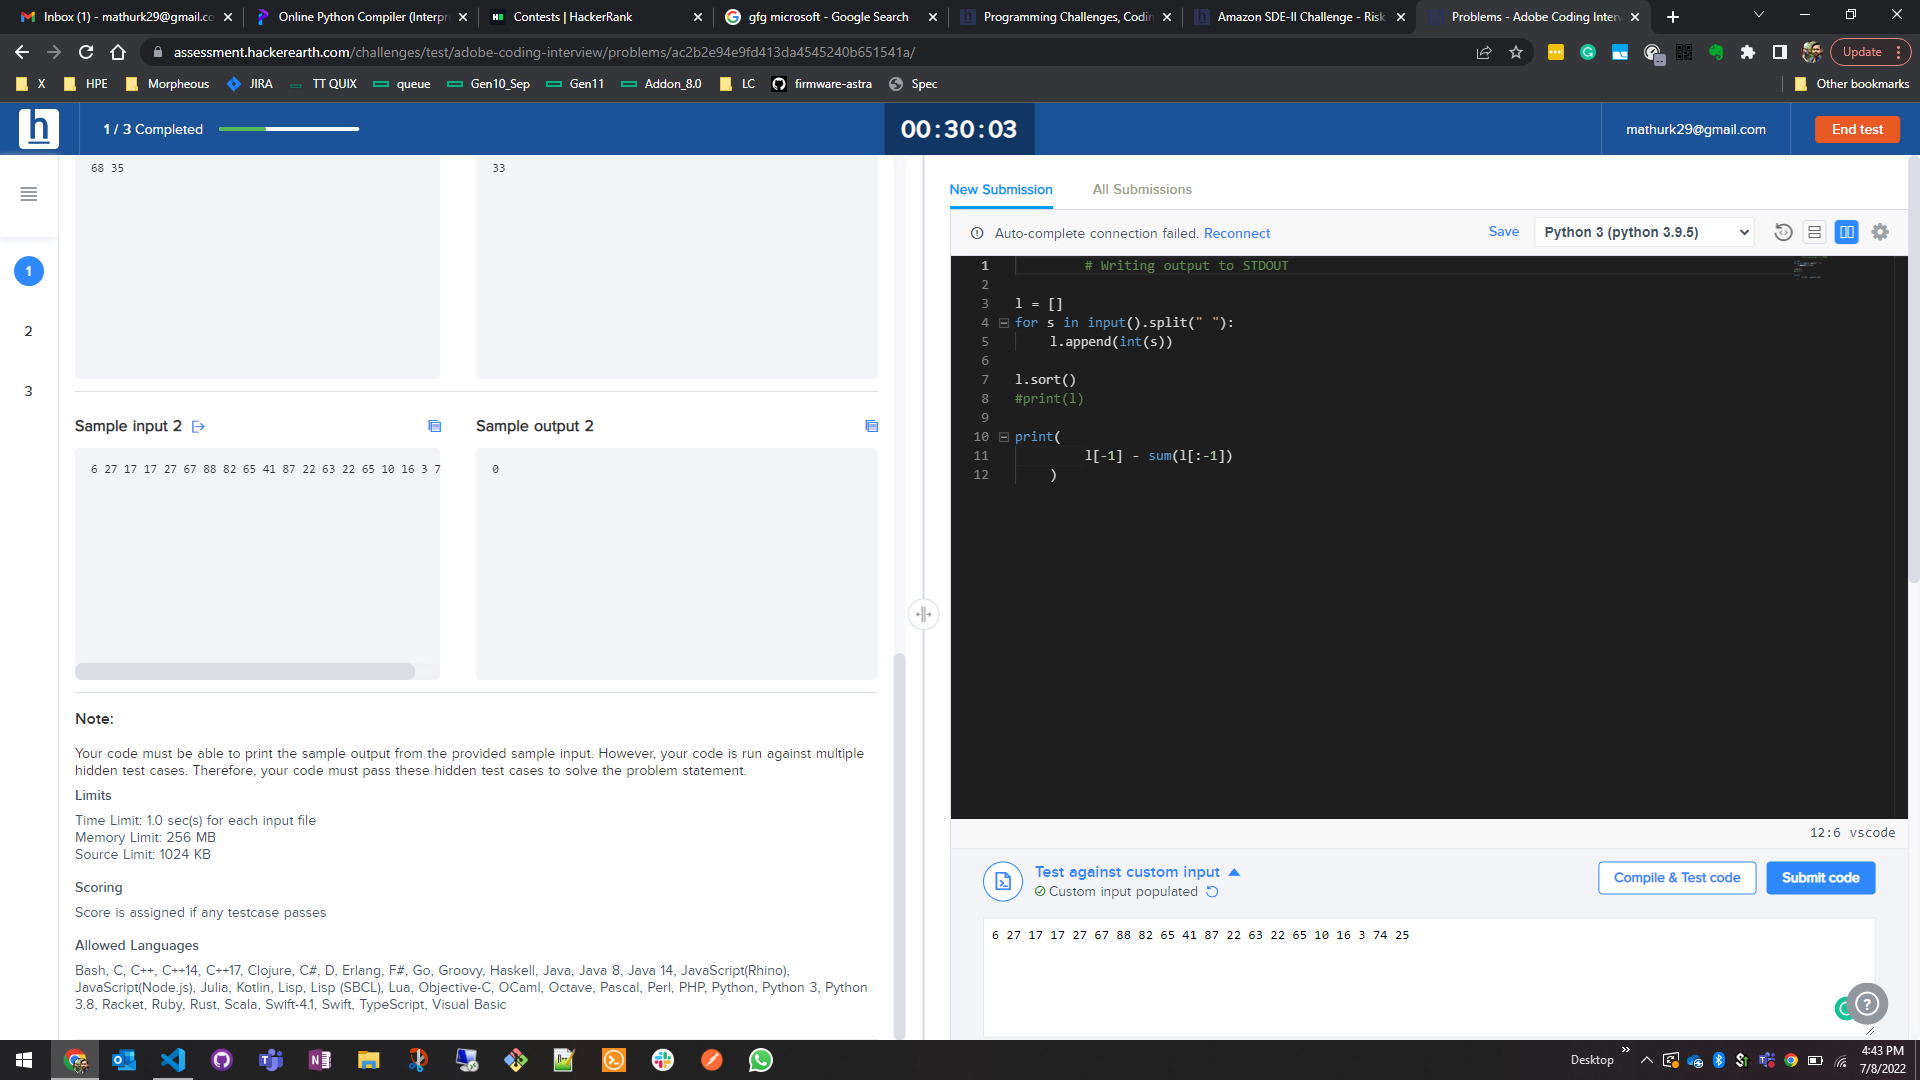 Inbox (1) - mathurk29@gmail.co
Online Python Compiler (Interpr
Contests | HackerRank
gfg microsoft - Google Search
Programming Challenges, Codin
Amazon SDE-II Challenge - Risk
Problems - Adobe Coding Interv
assessment.hackerearth.com/challenges/test/adobe-coding-interview/problems/ac2b2e94e9fd413da4545240b651541a/
Update
X
HPE
Morpheous
JIRA
TT QUIX
queue
Gen10_Sep
Gen11
Addon_8.0
LC
firmware-astra
Spec
Other bookmarks
h
1 / 3 Completed
00:30:03
mathurk29@gmail.com
End test
1
2
3
68 35
33
Sample input 2
Sample output 2
6 27 17 17 27 67 88 82 65 41 87 22 63 22 65 10 16 3 7
0
Note:
Your code must be able to print the sample output from the provided sample input. However, your code is run against multiple
hidden test cases. Therefore, your code must pass these hidden test cases to solve the problem statement.
Limits
Time Limit: 1.0 sec(s) for each input file
Memory Limit: 256 MB
Source Limit: 1024 KB
Scoring
Score is assigned if any testcase passes
Allowed Languages
Bash, C, C++, C++14, C++17, Clojure, C#, D, Erlang, F#, Go, Groovy, Haskell, Java, Java 8, Java 14, JavaScript(Rhino),
JavaScript(Node.js), Julia, Kotlin, Lisp, Lisp (SBCL), Lua, Objective-C, OCaml, Octave, Pascal, Perl, PHP, Python, Python 3, Python
3.8, Racket, Ruby, Rust, Scala, Swift-4.1, Swift, TypeScript, Visual Basic
New Submission
All Submissions
Auto-complete connection failed. Reconnect
Save
Python 3 (python 3.9.5)
1 # Writing output to STDOUT
2
3 l = []
4 for s in input().split(" "):
5 l.append(int(s))
6
7 l.sort()
8 #print(l)
9
10 print(
11 l[-1] - sum(l[:-1])
12 )
12:6 vscode
Test against custom input
Custom input populated
Compile & Test code
Submit code
6 27 17 17 27 67 88 82 65 41 87 22 63 22 65 10 16 3 74 25
?
Desktop
4:43 PM
7/8/2022